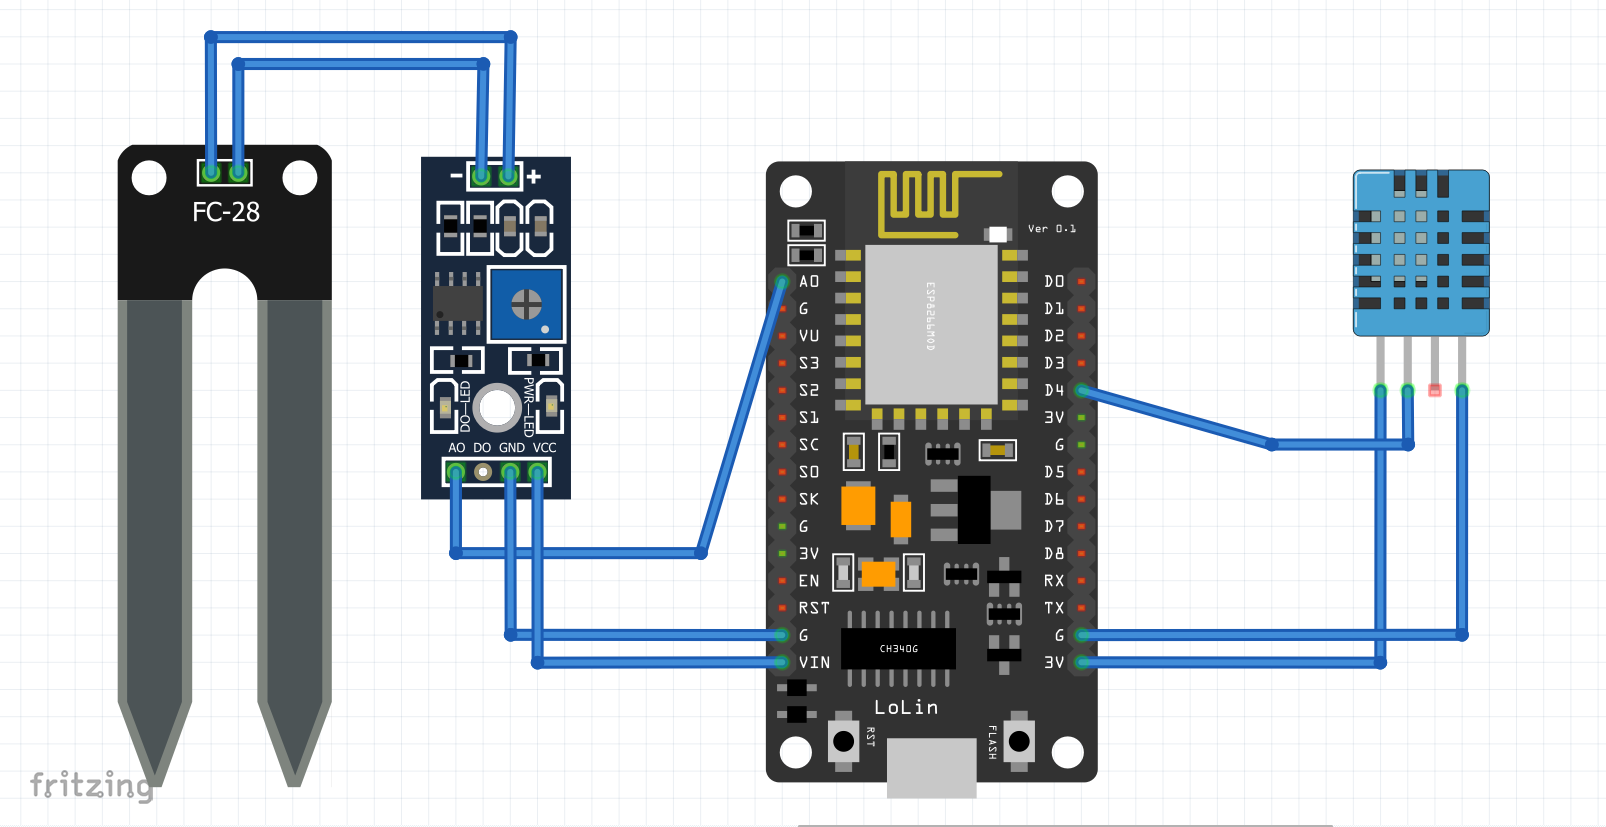 FC-28
- +
DO-LED
PWR-LED
AO DO GND VCC
Ver 0.1
ESP8266MOD
A0
G
VU
S3
S2
S1
SC
SO
SK
G
3V
EN
RST
G
VIN
D0
D1
D2
D3
D4
3V
G
D5
D6
D7
D8
RX
TX
G
3V
CH340G
LoLin
RST
FLASH
fritzing